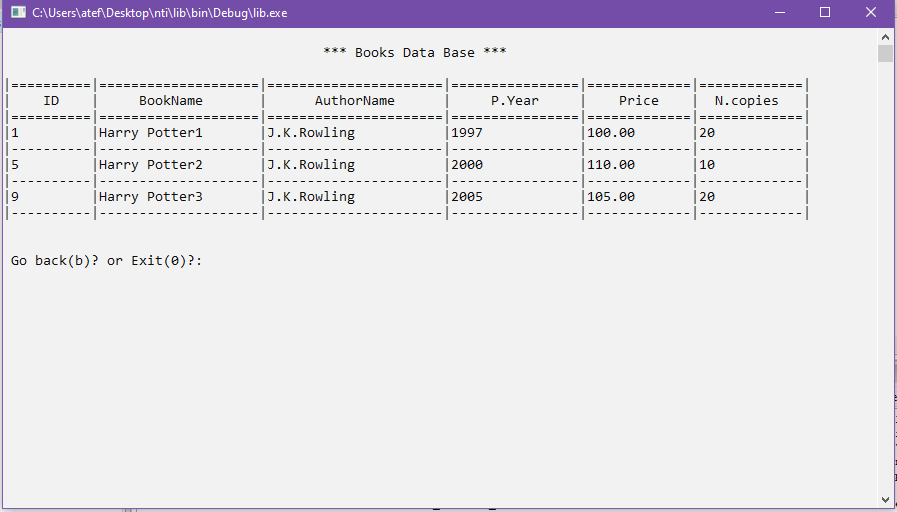 C:\Users\atef\Desktop\nti\lib\bin\Debug\lib.exe
*** Books Data Base ***
|==========|====================|======================|================|=============|=============|
| ID | BookName | AuthorName | P.Year | Price | N.copies |
|==========|====================|======================|================|=============|=============|
|1 |Harry Potter1 |J.K.Rowling |1997 |100.00 |20 |
|----------|--------------------|----------------------|----------------|-------------|-------------|
|5 |Harry Potter2 |J.K.Rowling |2000 |110.00 |10 |
|----------|--------------------|----------------------|----------------|-------------|-------------|
|9 |Harry Potter3 |J.K.Rowling |2005 |105.00 |20 |
|----------|--------------------|----------------------|----------------|-------------|-------------|
Go back(b)? or Exit(0)?: